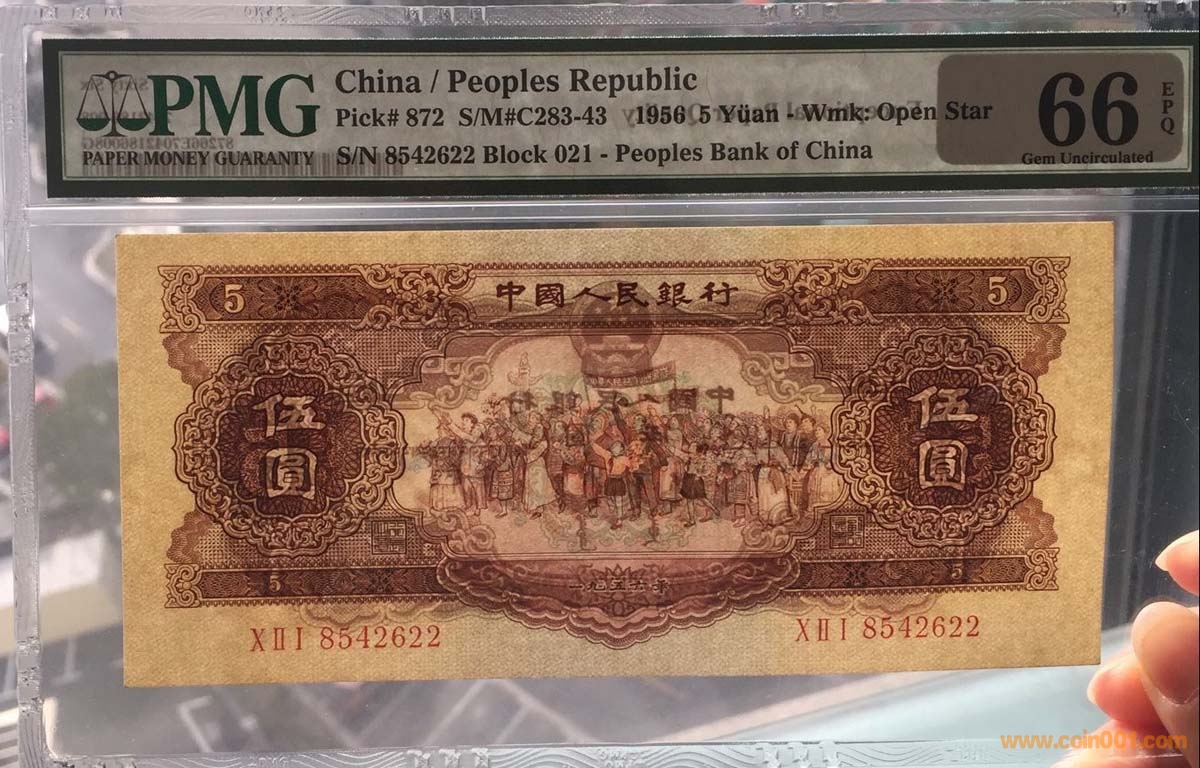 PMG
PAPER MONEY GUARANTY
China / Peoples Republic
Pick# 872 S/M#C283-43 1956 5 Yüan - Wmk: Open Star
S/N 8542622 Block 021 - Peoples Bank of China
66
EPQ
Gem Uncirculated
5
中國人民銀行
5
伍圓
伍圓
5
一九五六年
5
XⅡI 8542622
XⅡI 8542622
www.coin001.com